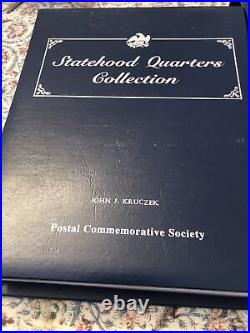 Statehood Quarters
Collection
JOHN J. KRUCZEK
Postal Commemorative Society